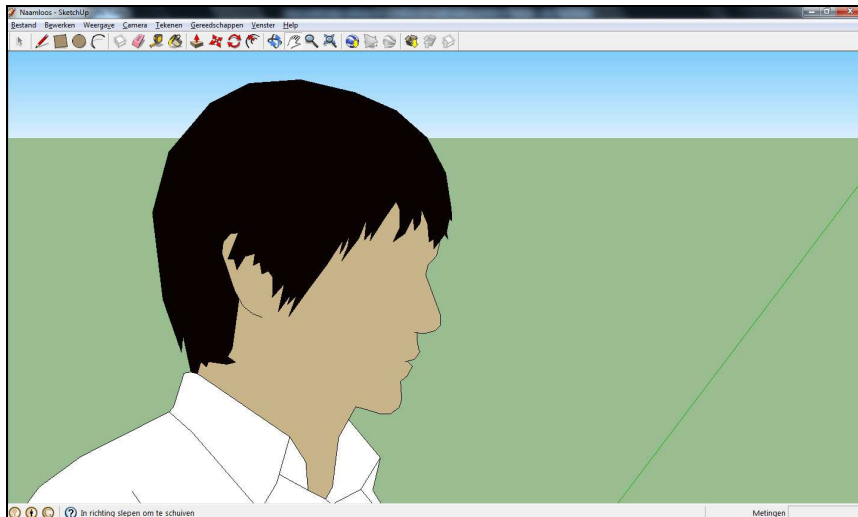 Naamloos - SketchUp
Bestand Bewerken Weergave Camera Tekenen Gereedschappen Venster Help
In richting slepen om te schuiven
Metingen